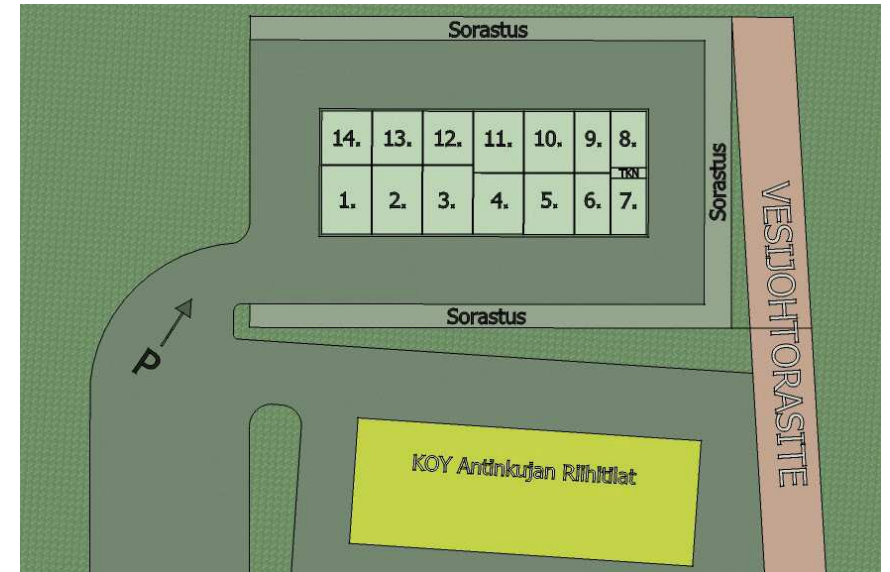 Sorastus
14. 13. 12. 11. 10. 9. 8.
TKN
1. 2. 3. 4. 5. 6. 7.
Sorastus
VESIJOHTORASITE
Sorastus
P
KOY Antinkujan Riihitilat